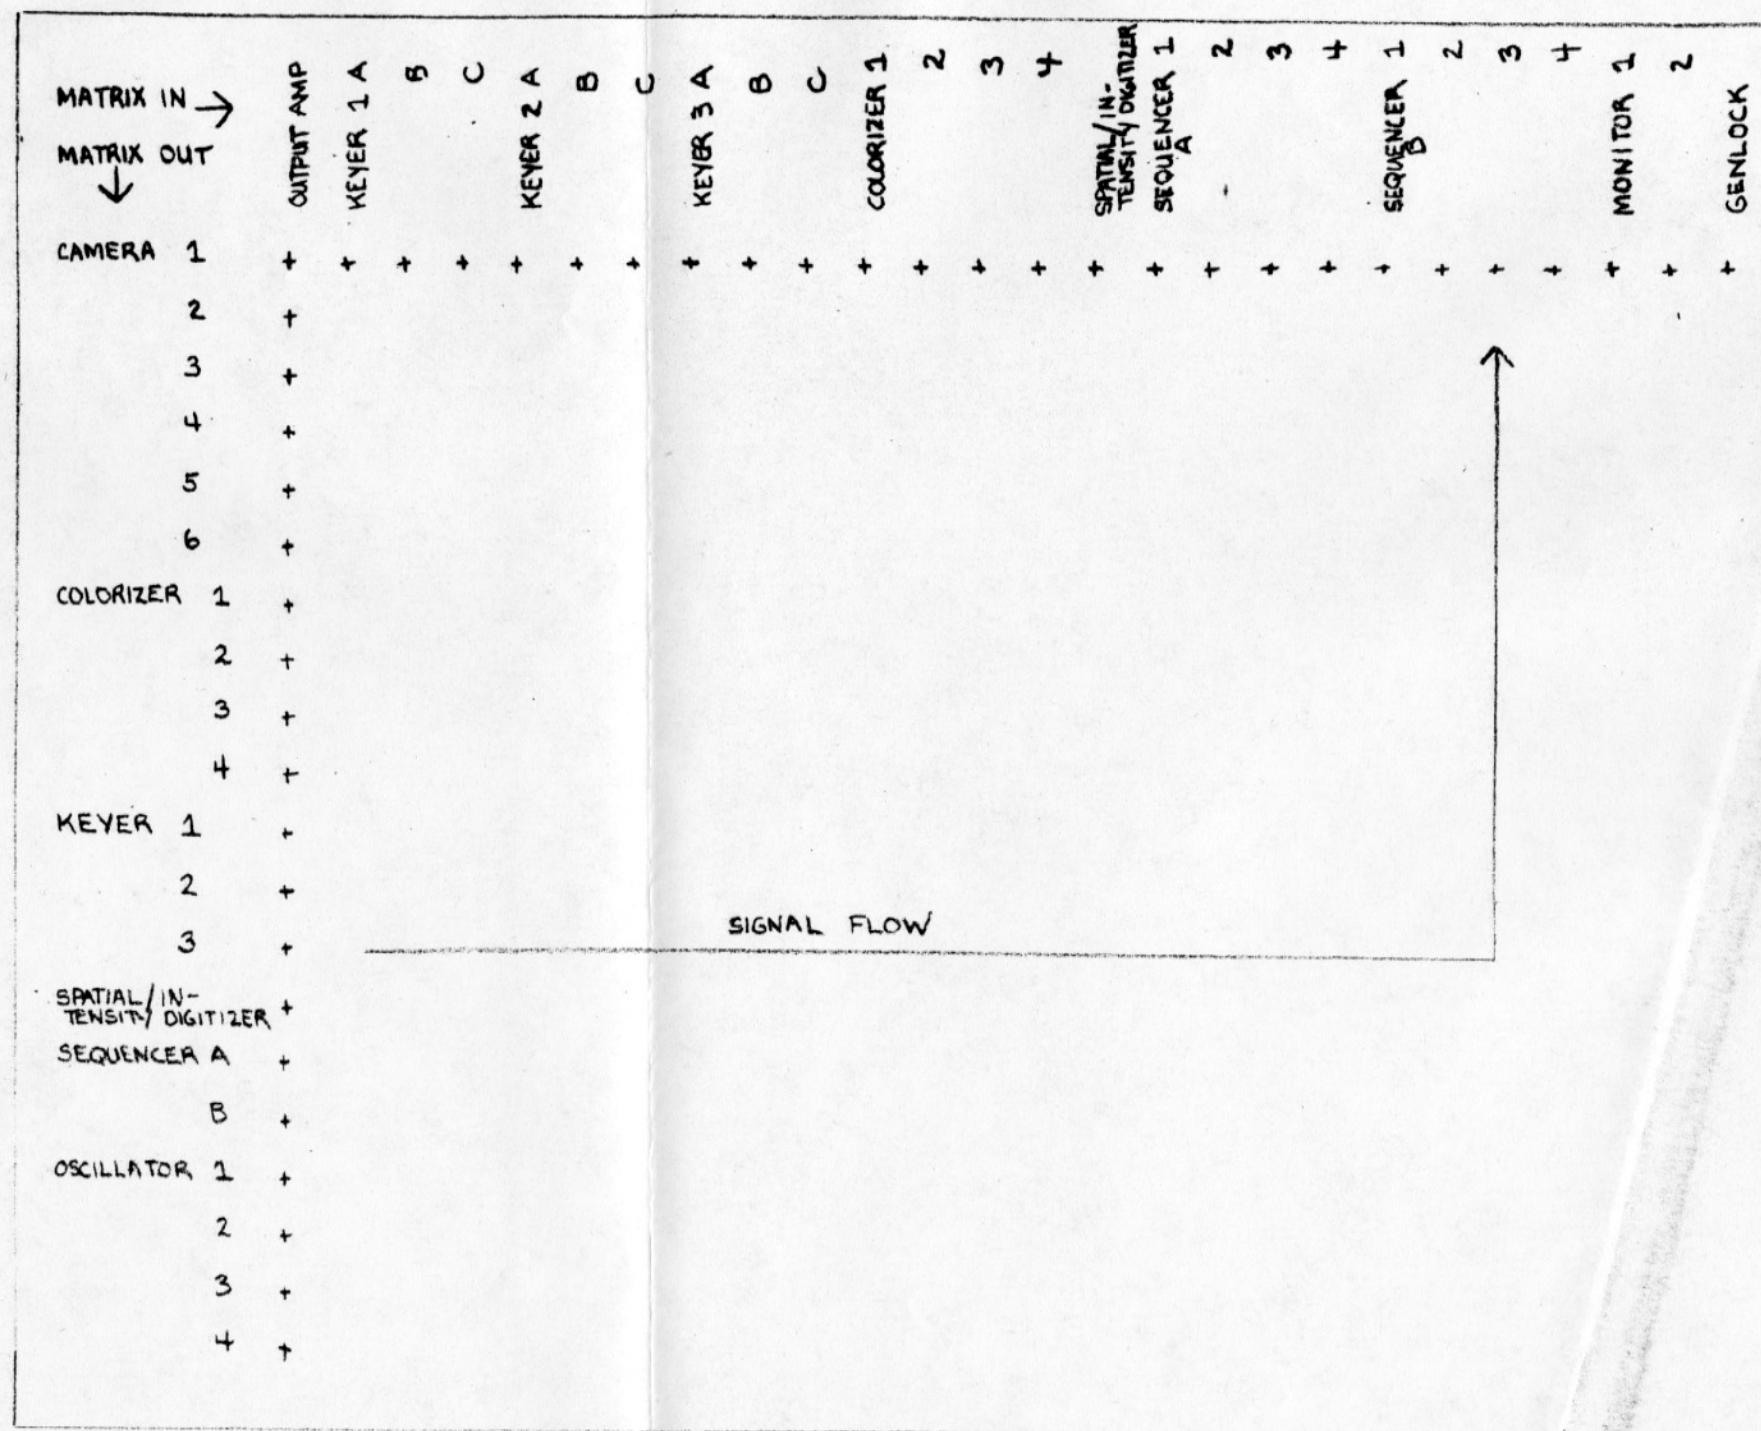 MATRIX IN →
MATRIX OUT ↓
OUTPUT AMP
KEYER 1 A
B
C
KEYER 2 A
B
C
KEYER 3 A
B
C
COLORIZER 1
2
3
4
SPATIAL/IN-
TENSITY DIGITIZER
SEQUENCER 1
A
2
3
4
SEQUENCER 1
B
2
3
4
MONITOR 1
2
GENLOCK
CAMERA 1 + + + + + + + + + + + + + + + + + + + + + + + + + +
2 +
3 +
4 +
5 +
6 +
COLORIZER 1 +
2 +
3 +
4 +
KEYER 1 +
2 +
SIGNAL FLOW
3 +
SPATIAL/IN- +
TENSITY DIGITIZER
SEQUENCER A +
B +
OSCILLATOR 1 +
2 +
3 +
4 +